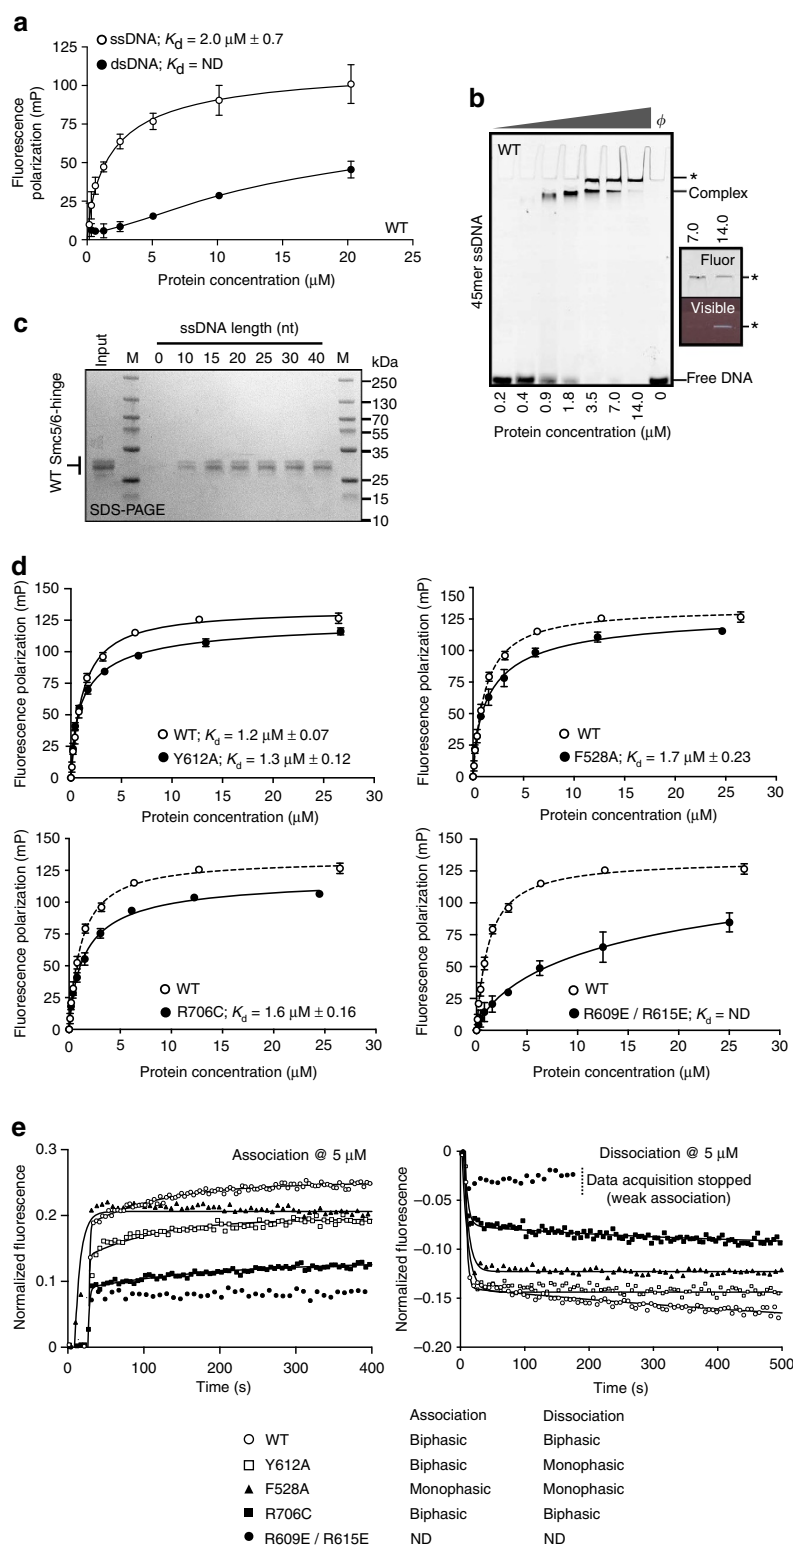 a
ssDNA; Kd = 2.0 μM ± 0.7
dsDNA; Kd = ND
Fluorescence polarization (mP)
125
100
75
50
25
0
0 5 10 15 20 25
WT
Protein concentration (μM)
b
ϕ
WT
*
Complex
45mer ssDNA
7.0 14.0
Fluor
*
Visible
*
Free DNA
0.2 0.4 0.9 1.8 3.5 7.0 14.0 0
Protein concentration (μM)
c
ssDNA length (nt)
Input M 0 10 15 20 25 30 40 M kDa
WT Smc5/6-hinge
250
130
70
55
35
25
15
10
SDS-PAGE
d
Fluorescence polarization (mP)
150
125
100
75
50
25
0
WT; Kd = 1.2 μM ± 0.07
Y612A; Kd = 1.3 μM ± 0.12
0 5 10 15 20 25 30
Protein concentration (μM)
Fluorescence polarization (mP)
150
125
100
75
50
25
0
WT
F528A; Kd = 1.7 μM ± 0.23
0 5 10 15 20 25 30
Protein concentration (μM)
Fluorescence polarization (mP)
150
125
100
75
50
25
0
WT
R706C; Kd = 1.6 μM ± 0.16
0 5 10 15 20 25 30
Protein concentration (μM)
Fluorescence polarization (mP)
150
125
100
75
50
25
0
WT
R609E / R615E; Kd = ND
0 5 10 15 20 25 30
Protein concentration (μM)
e
Normalized fluorescence
0.3
0.2
0.1
0
Association @ 5 μM
0 100 200 300 400
Time (s)
Normalized fluorescence
0
−0.05
−0.10
−0.15
−0.20
Dissociation @ 5 μM
Data acquisition stopped
(weak association)
0 100 200 300 400 500
Time (s)
Association Dissociation
WT Biphasic Biphasic
Y612A Biphasic Monophasic
F528A Monophasic Monophasic
R706C Biphasic Biphasic
R609E / R615E ND ND